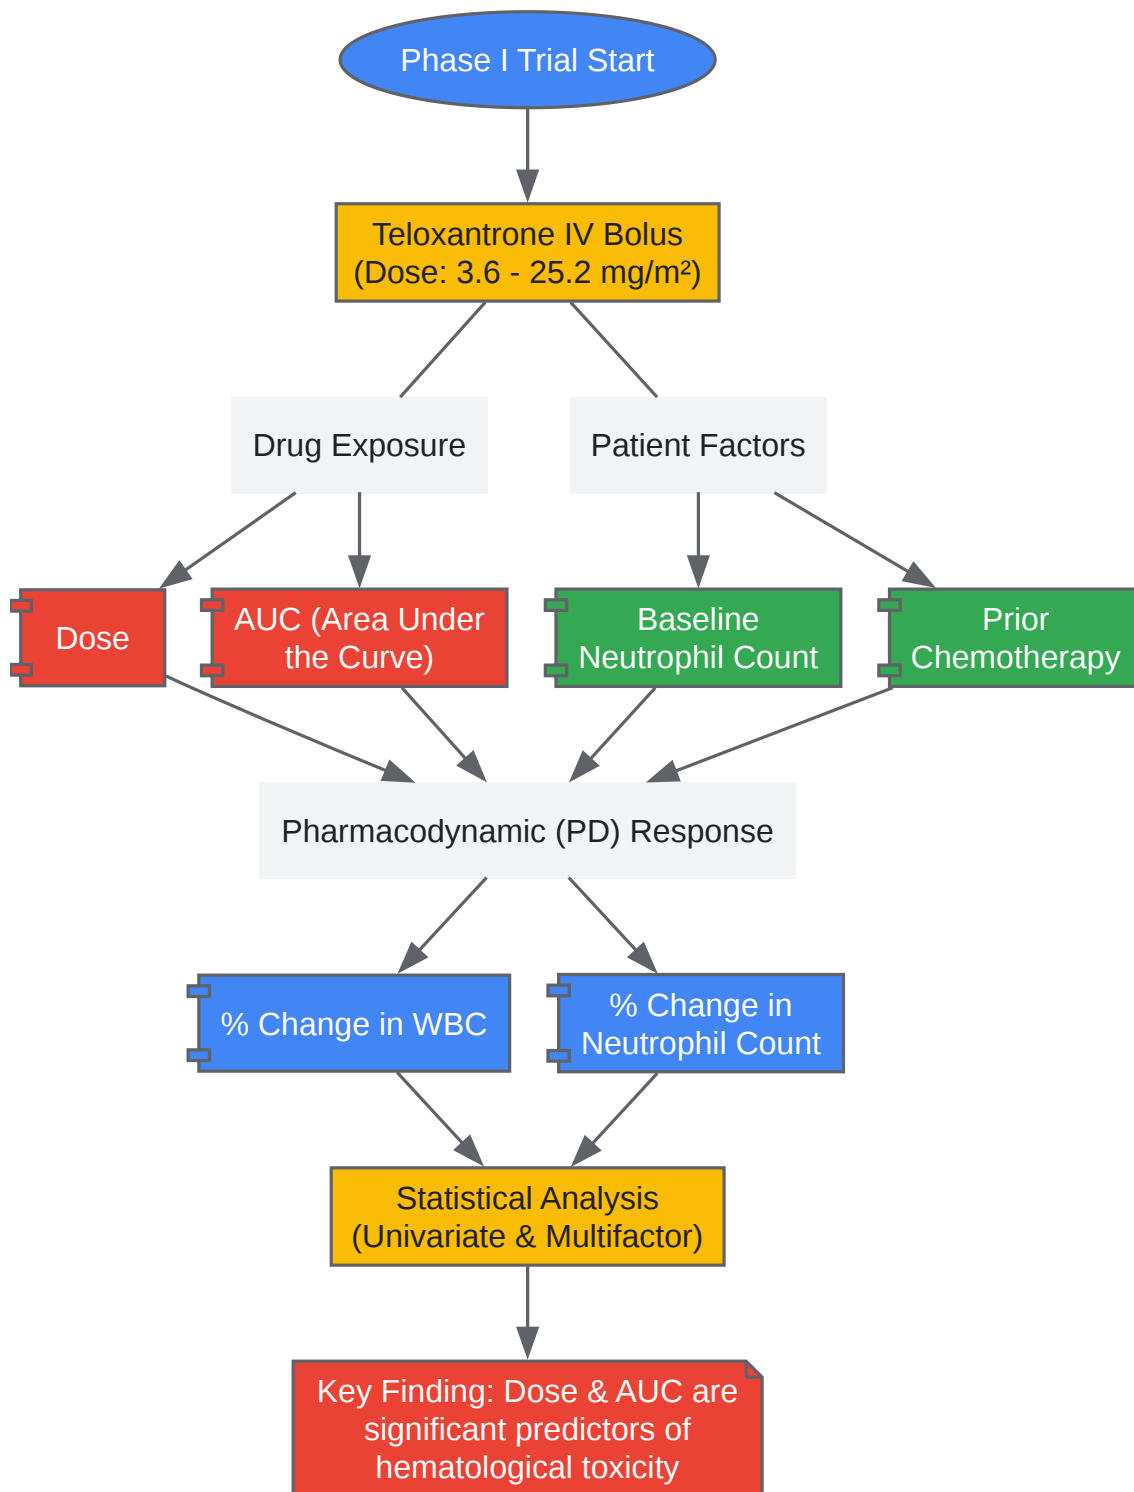 Phase I Trial Start
Teloxantrone IV Bolus
(Dose: 3.6 - 25.2 mg/m²)
Drug Exposure
Patient Factors
Dose
AUC (Area Under
the Curve)
Baseline
Neutrophil Count
Prior
Chemotherapy
Pharmacodynamic (PD) Response
% Change in WBC
% Change in
Neutrophil Count
Statistical Analysis
(Univariate & Multifactor)
Key Finding: Dose & AUC are
significant predictors of
hematological toxicity